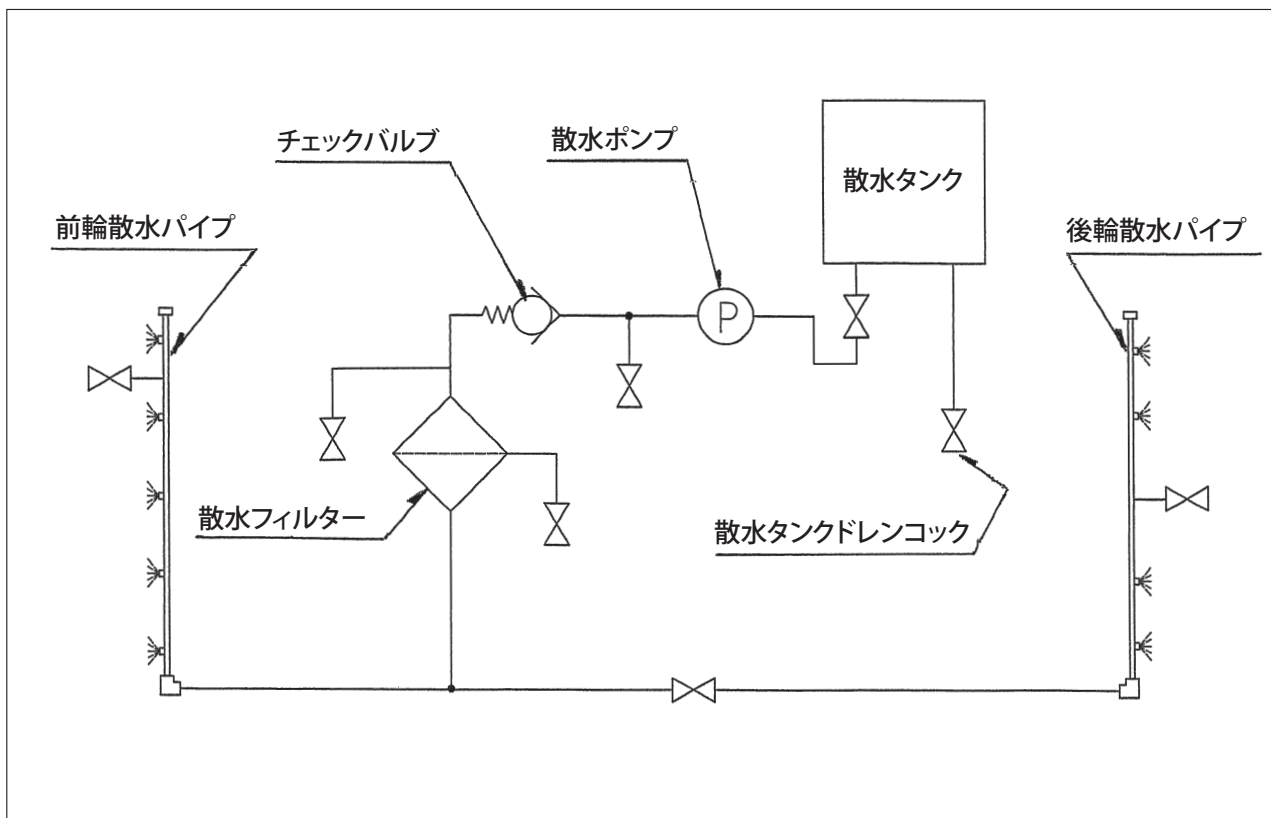 チェックバルブ
散水ポンプ
散水タンク
前輪散水パイプ
後輪散水パイプ
P
散水フィルター
散水タンクドレンコック